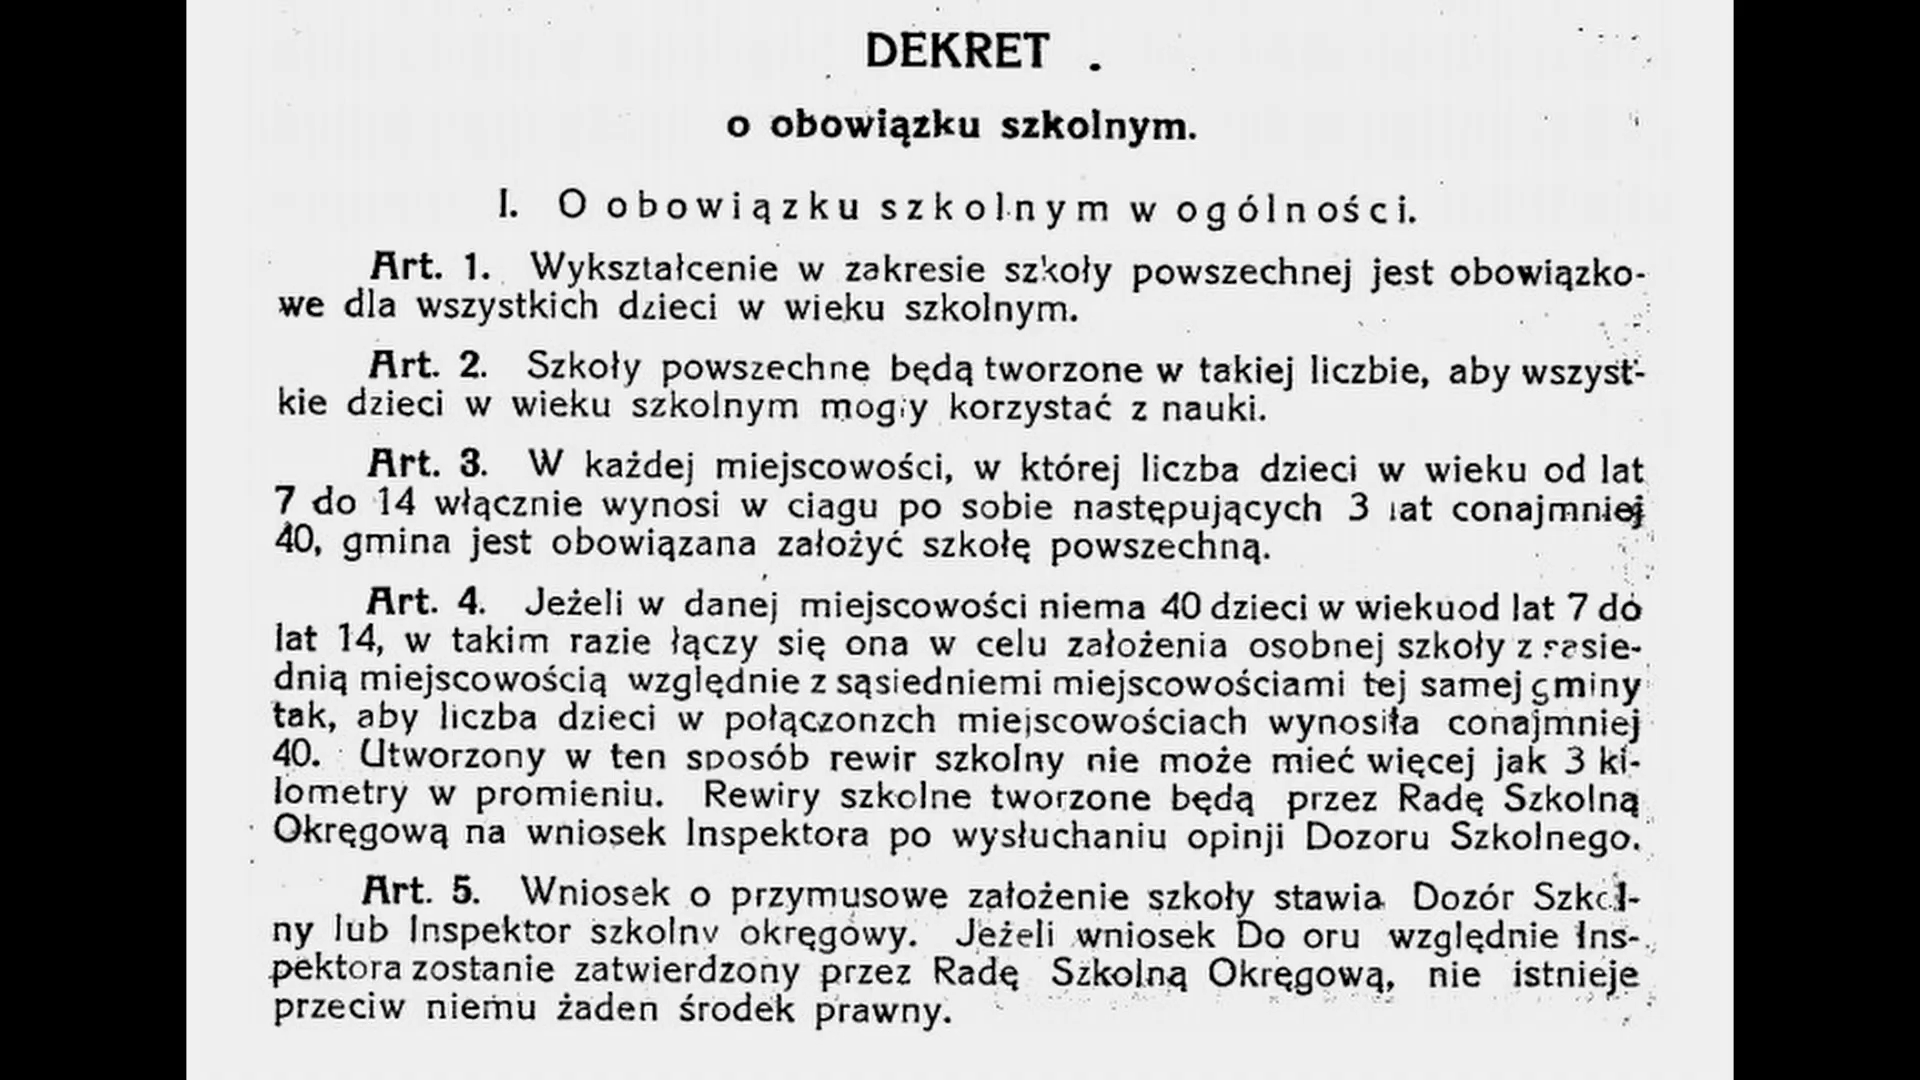 DEKRET
o obowiązku szkolnym.
I. O obowiązku szkolnym w ogólności.
Art. 1. Wykształcenie w zakresie szkoły powszechnej jest obowiązko-
we dla wszystkich dzieci w wieku szkolnym.
Art. 2. Szkoły powszechne będą tworzone w takiej liczbie, aby wszyst-
kie dzieci w wieku szkolnym mogły korzystać z nauki.
Art. 3. W każdej miejscowości, w której liczba dzieci w wieku od lat
7 do 14 włącznie wynosi w ciagu po sobie następujących 3 lat conajmniej
40, gmina jest obowiązana założyć szkołę powszechną.
Art. 4. Jeżeli w danej miejscowości niema 40 dzieci w wiekuod lat 7 do
lat 14, w takim razie łączy się ona w celu założenia osobnej szkoły z sąsie-
dnią miejscowością względnie z sąsiedniemi miejscowościami tej samej gminy
tak, aby liczba dzieci w połączonzch miejscowościach wynosiła conajmniej
40. Utworzony w ten sposób rewir szkolny nie może mieć więcej jak 3 ki-
lometry w promieniu. Rewiry szkolne tworzone będą przez Radę Szkolną
Okręgową na wniosek Inspektora po wysłuchaniu opinji Dozoru Szkolnego.
Art. 5. Wniosek o przymusowe założenie szkoły stawia Dozór Szkol-
ny lub Inspektor szkolny okręgowy. Jeżeli wniosek Do oru względnie Ins-
pektora zostanie zatwierdzony przez Radę Szkolną Okręgową, nie istnieje
przeciw niemu żaden środek prawny.